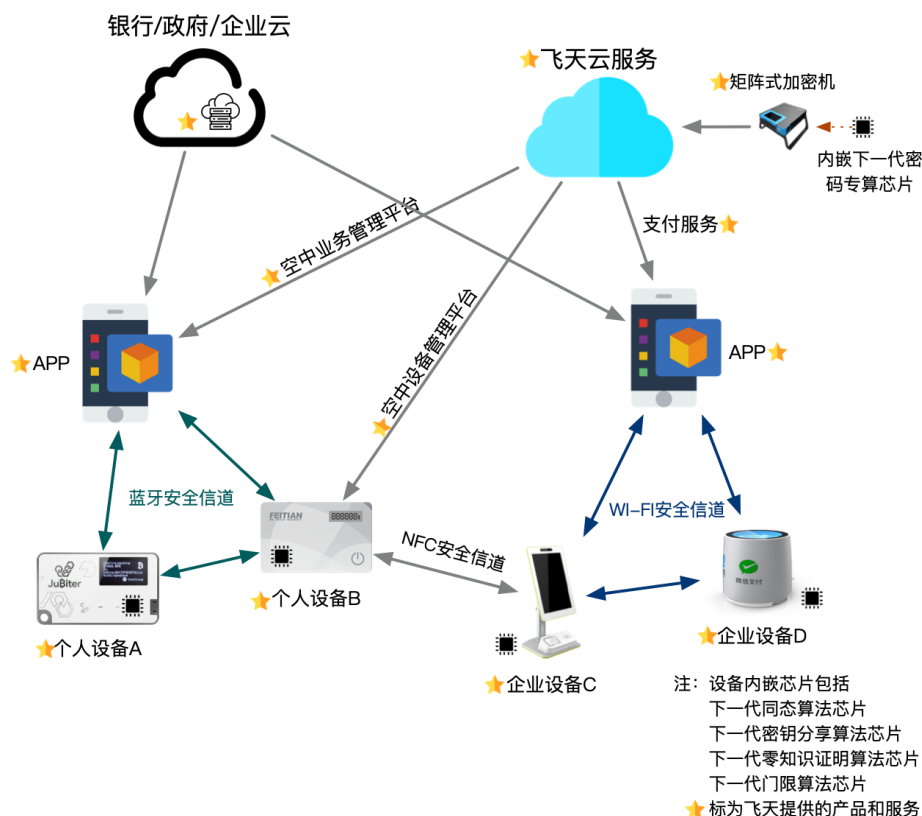 银行/政府/企业云
飞天云服务
矩阵式加密机
内嵌下一代密
码专算芯片
空中业务管理平台
支付服务
空中设备管理平台
APP
APP
蓝牙安全信道
WI-FI安全信道
FEITIAN
888888
NFC安全信道
JuBiter
微信支付
个人设备B
个人设备A
企业设备D
企业设备C
注：设备内嵌芯片包括
下一代同态算法芯片
下一代密钥分享算法芯片
下一代零知识证明算法芯片
下一代门限算法芯片
标为飞天提供的产品和服务